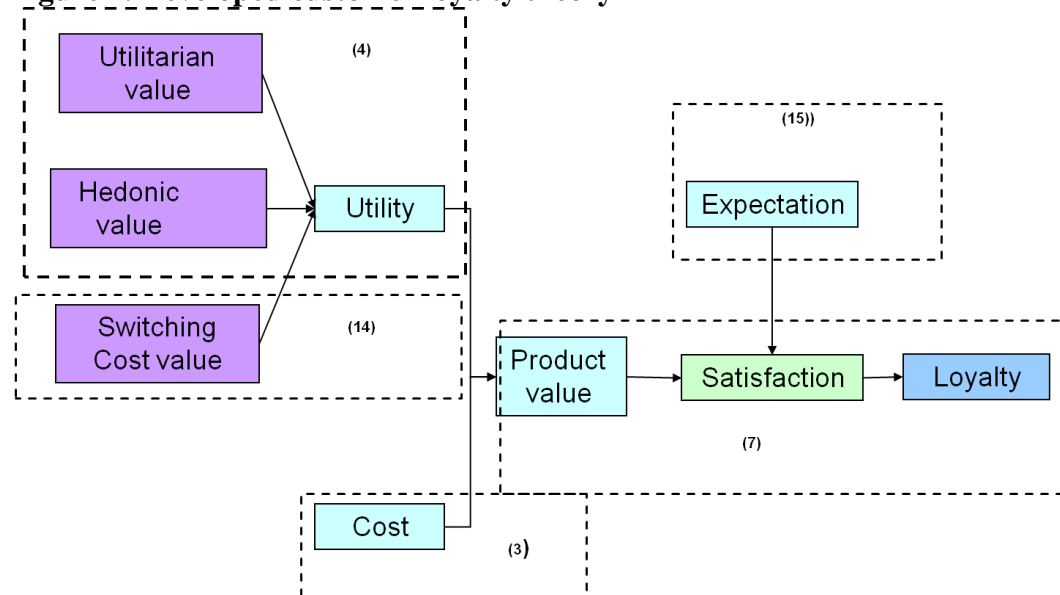 Utilitarian
value
(4)
(15))
Hedonic
value
Utility
Expectation
Switching
Cost value
(14)
Product
value
Satisfaction
Loyalty
(7)
Cost
(3)